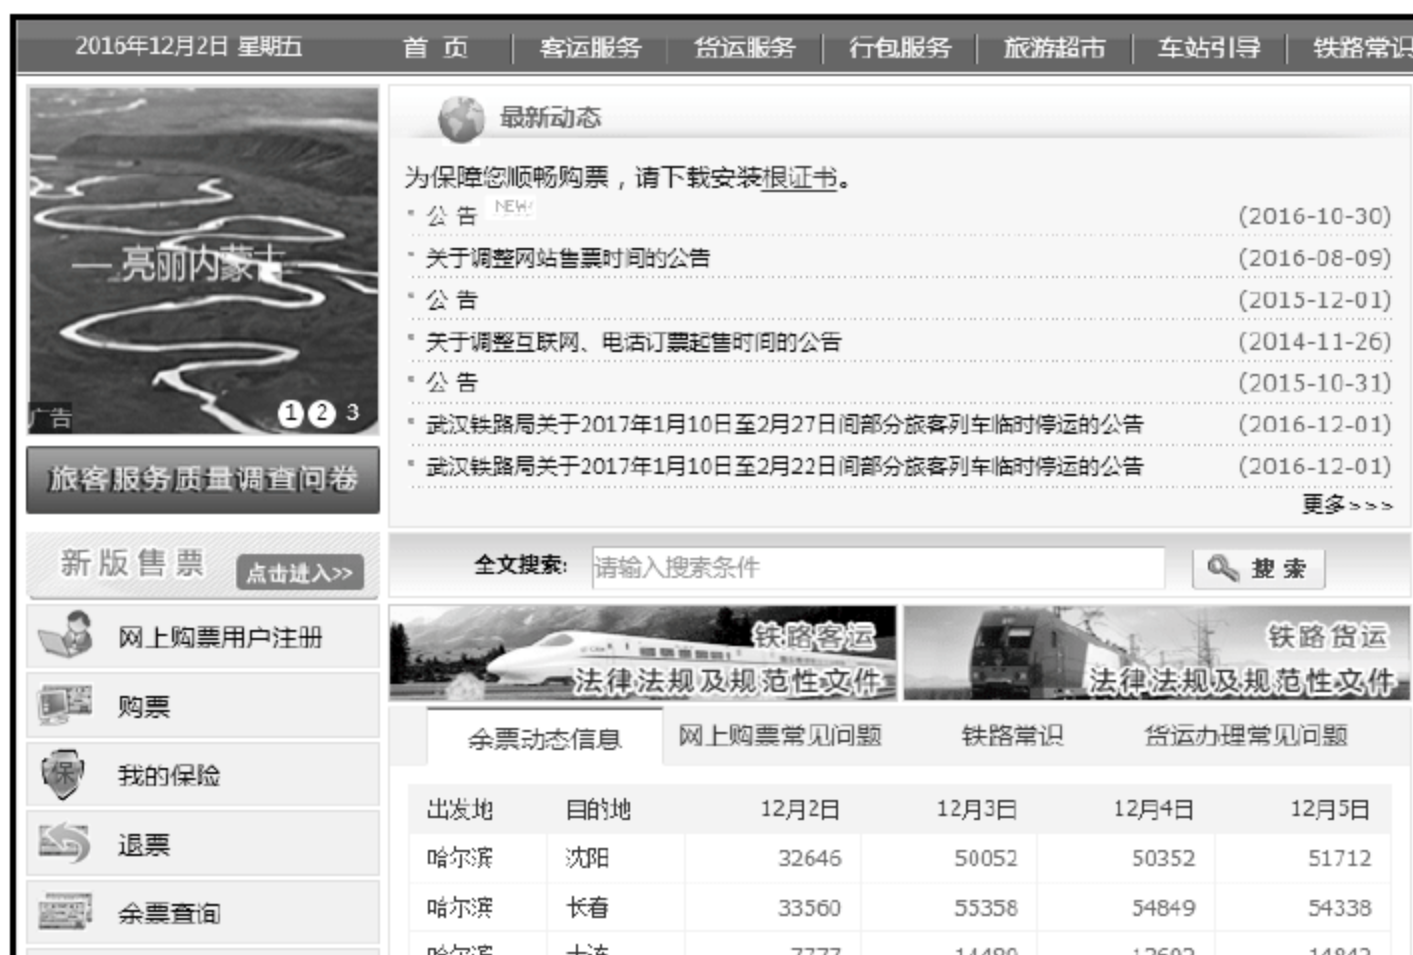 2016年12月2日 星期五 首 页 客运服务 货运服务 行包服务 旅游超市 车站引导 铁路常识
— 亮丽内蒙古—
广告
1 2 3
旅客服务质量调查问卷
新版售票 点击进入>>
网上购票用户注册
购票
保
我的保险
退票
余票查询
最新动态
为保障您顺畅购票，请下载安装根证书。
公 告 NEW! (2016-10-30)
关于调整网站售票时间的公告 (2016-08-09)
公 告 (2015-12-01)
关于调整互联网、电话订票起售时间的公告 (2014-11-26)
公 告 (2015-10-31)
武汉铁路局关于2017年1月10日至2月27日间部分旅客列车临时停运的公告 (2016-12-01)
武汉铁路局关于2017年1月10日至2月22日间部分旅客列车临时停运的公告 (2016-12-01)
更多>>>
全文搜索: 请输入搜索条件 搜 索
铁路客运
法律法规及规范性文件
铁路货运
法律法规及规范性文件
余票动态信息 网上购票常见问题 铁路常识 货运办理常见问题
出发地 目的地 12月2日 12月3日 12月4日 12月5日
哈尔滨 沈阳 32646 50052 50352 51712
哈尔滨 长春 33560 55358 54849 54338
哈尔滨 大连